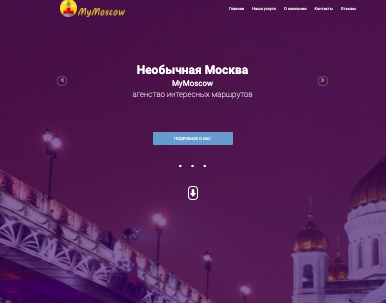 MyMoscow
Главная Наши услуги О компании Контакты Отзывы
Необычная Москва
MyMoscow
агенство интересных маршрутов
ПОДРОБНЕЕ О НАС